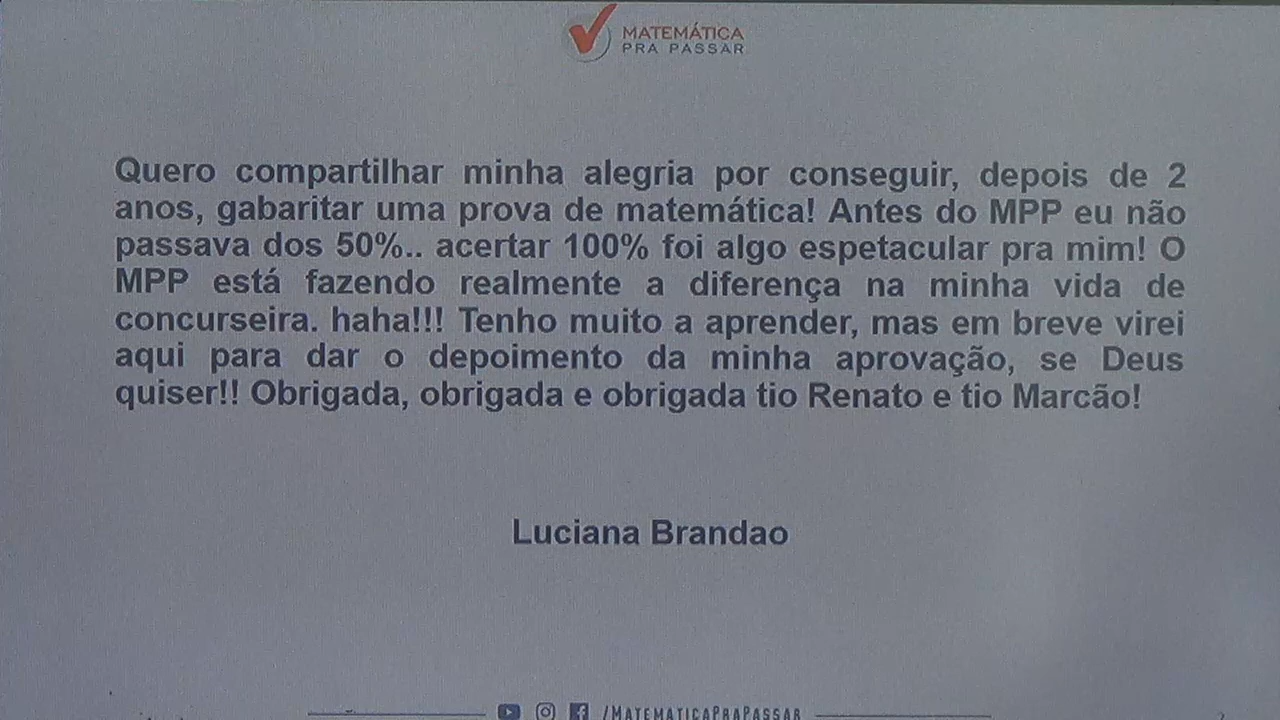 MATEMÁTICA
PRA PASSAR
Quero compartilhar minha alegria por conseguir, depois de 2
anos, gabaritar uma prova de matemática! Antes do MPP eu não
passava dos 50%.. acertar 100% foi algo espetacular pra mim! O
MPP está fazendo realmente a diferença na minha vida de
concurseira. haha!!! Tenho muito a aprender, mas em breve virei
aqui para dar o depoimento da minha aprovação, se Deus
quiser!! Obrigada, obrigada e obrigada tio Renato e tio Marcão!
Luciana Brandao
/MATEMATICAPRAPASSAR